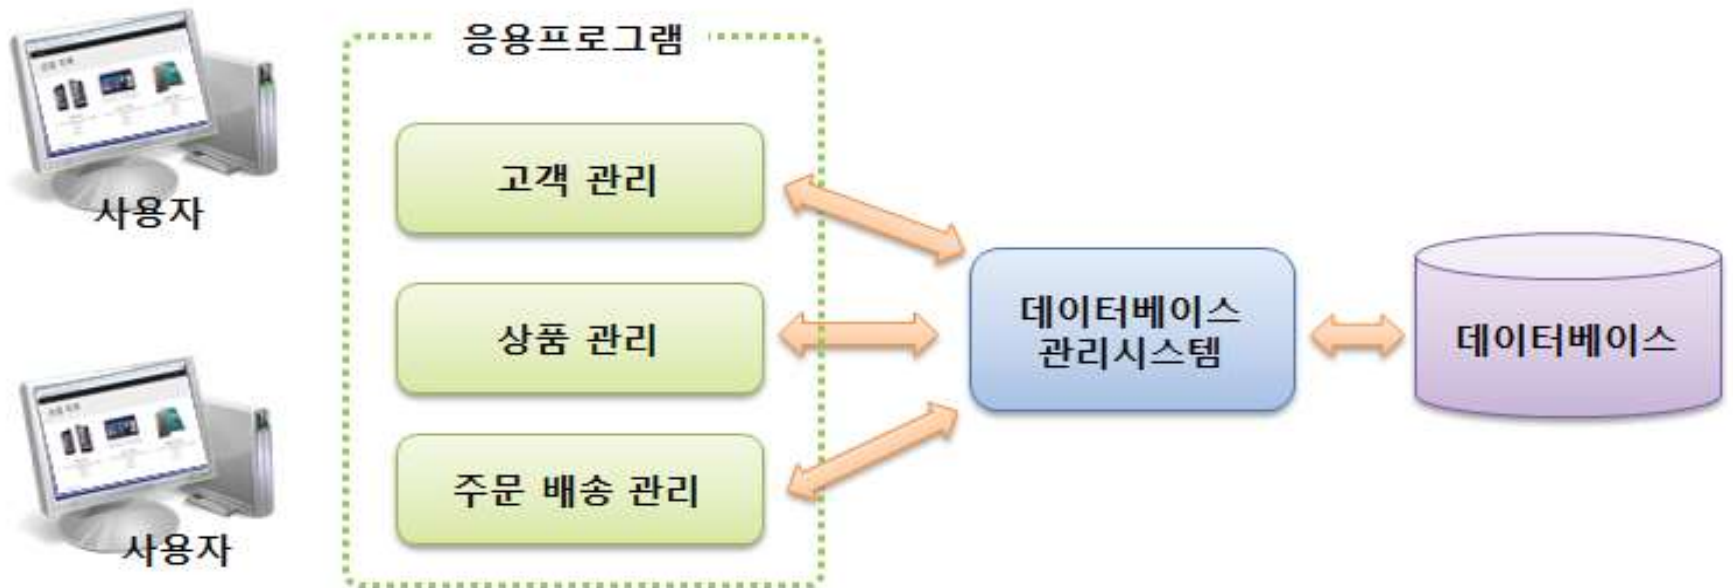 응용프로그램
사용자
고객 관리
상품 관리
주문 배송 관리
사용자
데이터베이스
관리시스템
데이터베이스